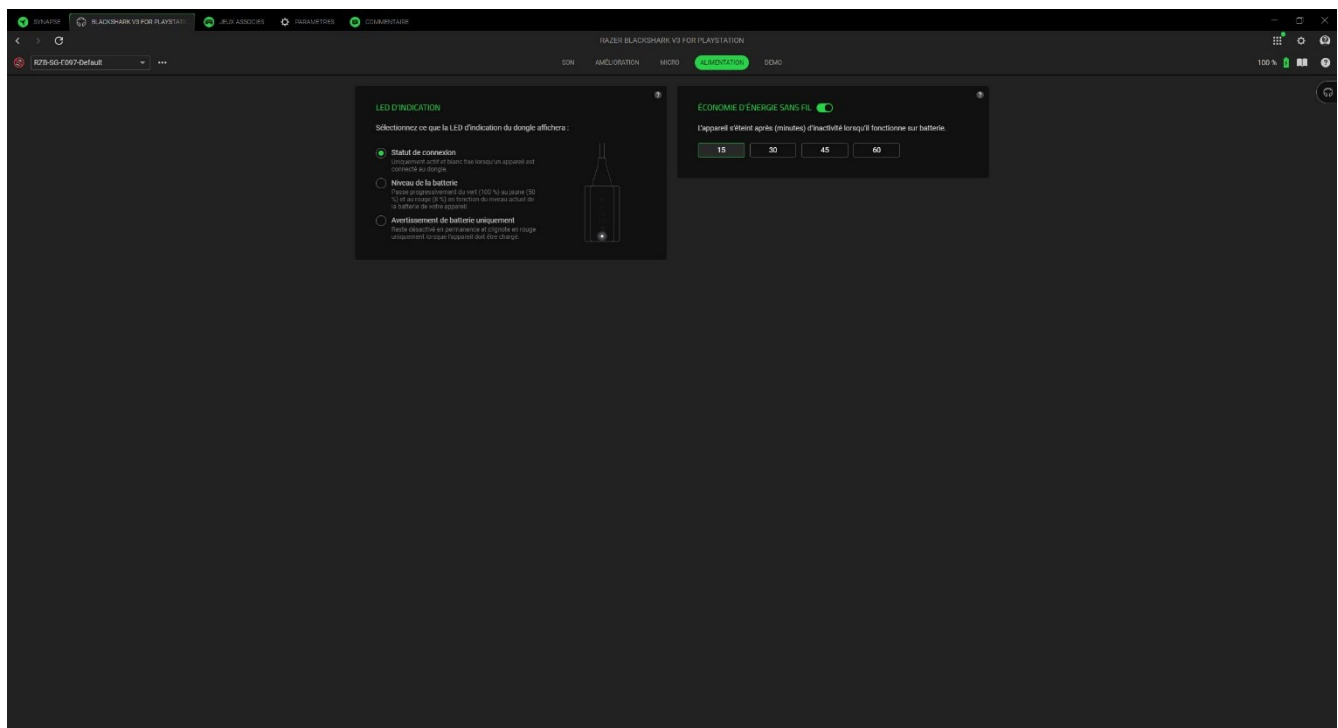 SYNAPSE
BLACKSHARK V3 FOR PLAYSTATI
JEUX ASSOCIÉS
PARAMÈTRES
COMMENTAIRE
RAZER BLACKSHARK V3 FOR PLAYSTATION
RZB-SG-E097-Default
SON
AMÉLIORATION
MICRO
ALIMENTATION
DEMO
100 %
LED D'INDICATION
Sélectionnez ce que la LED d'indication du dongle affichera :
Statut de connexion
Uniquement actif et blanc fixe lorsqu'un appareil est
connecté au dongle.
Niveau de la batterie
Passe progressivement du vert (100 %) au jaune (50
%) et au rouge (0 %) en fonction du niveau actuel de
la batterie de votre appareil.
Avertissement de batterie uniquement
Reste désactivé en permanence et clignote en rouge
uniquement lorsque l'appareil doit être chargé.
ÉCONOMIE D'ÉNERGIE SANS FIL
L'appareil s'éteint après (minutes) d'inactivité lorsqu'il fonctionne sur batterie.
15
30
45
60